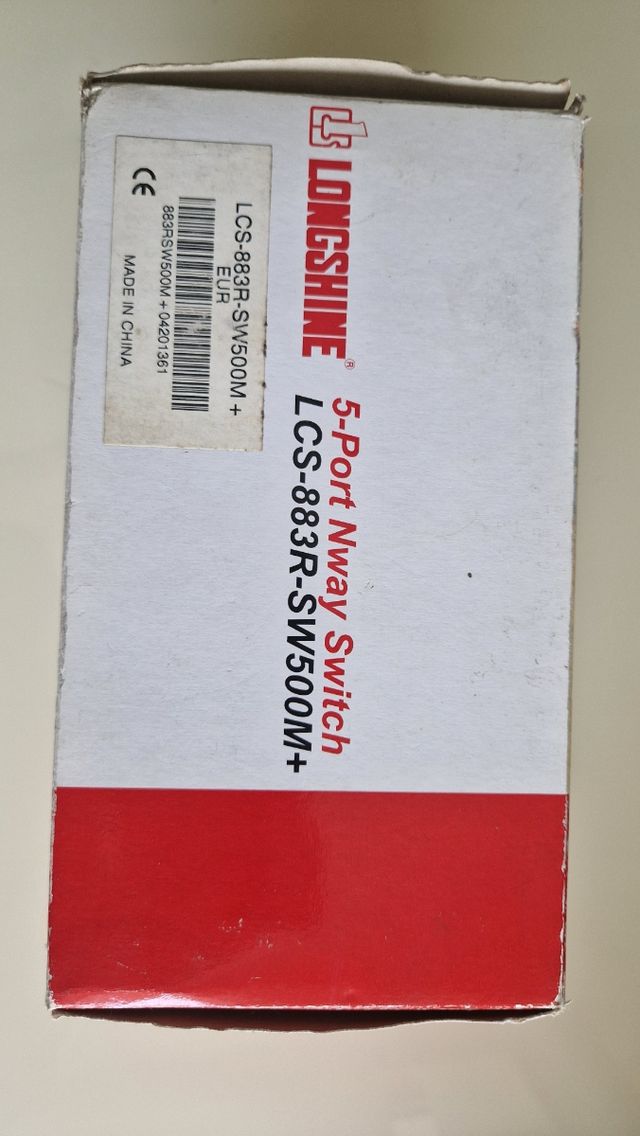 LONGSHINE®
5-Port Nway Switch
LCS-883R-SW500M+
LCS-883R-SW500M +
EUR
883RSW500M + 04201361
CE
MADE IN CHINA